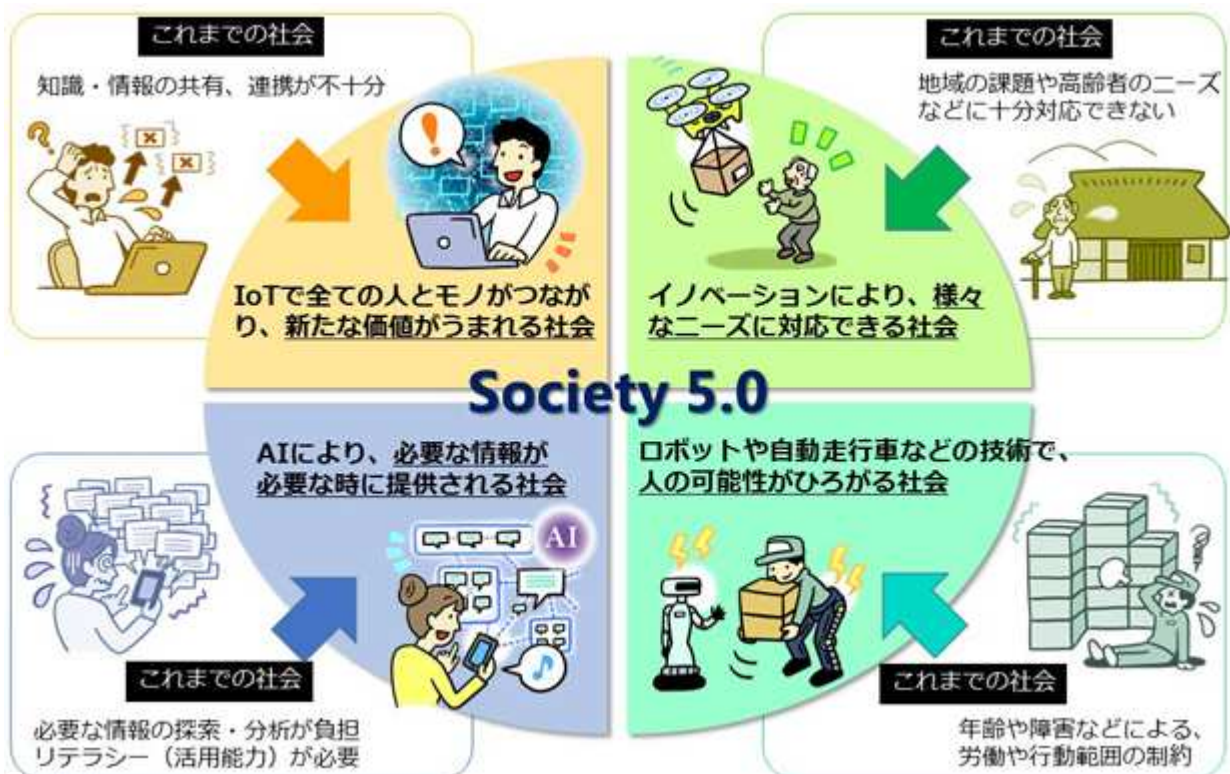 これまでの社会
知識・情報の共有、連携が不十分
IoTで全ての人とモノがつなが
り、新たな価値がうまれる社会
これまでの社会
地域の課題や高齢者のニーズ
などに十分対応できない
イノベーションにより、様々
なニーズに対応できる社会
Society 5.0
AIにより、必要な情報が
必要な時に提供される社会
AI
これまでの社会
必要な情報の探索・分析が負担
リテラシー（活用能力）が必要
ロボットや自動走行車などの技術で、
人の可能性がひろがる社会
これまでの社会
年齢や障害などによる、
労働や行動範囲の制約